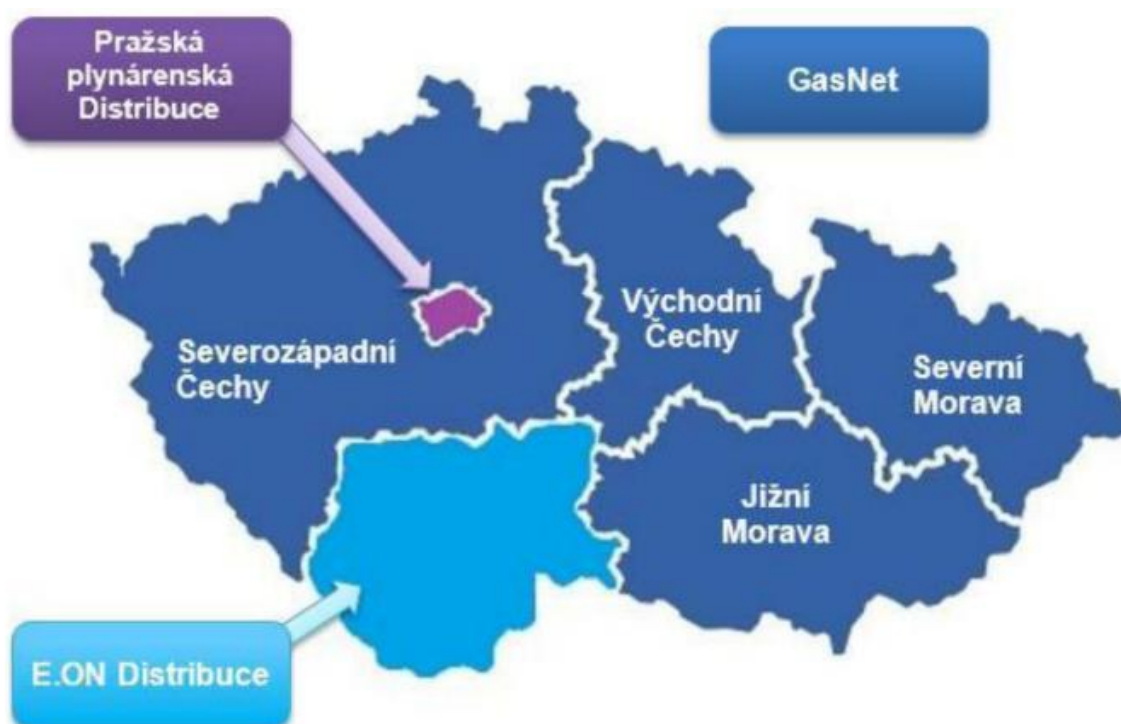 Pražská
plynárenská
Distribuce
GasNet
Východní
Čechy
Severozápadní
Čechy
Severní
Morava
Jižní
Morava
E.ON Distribuce